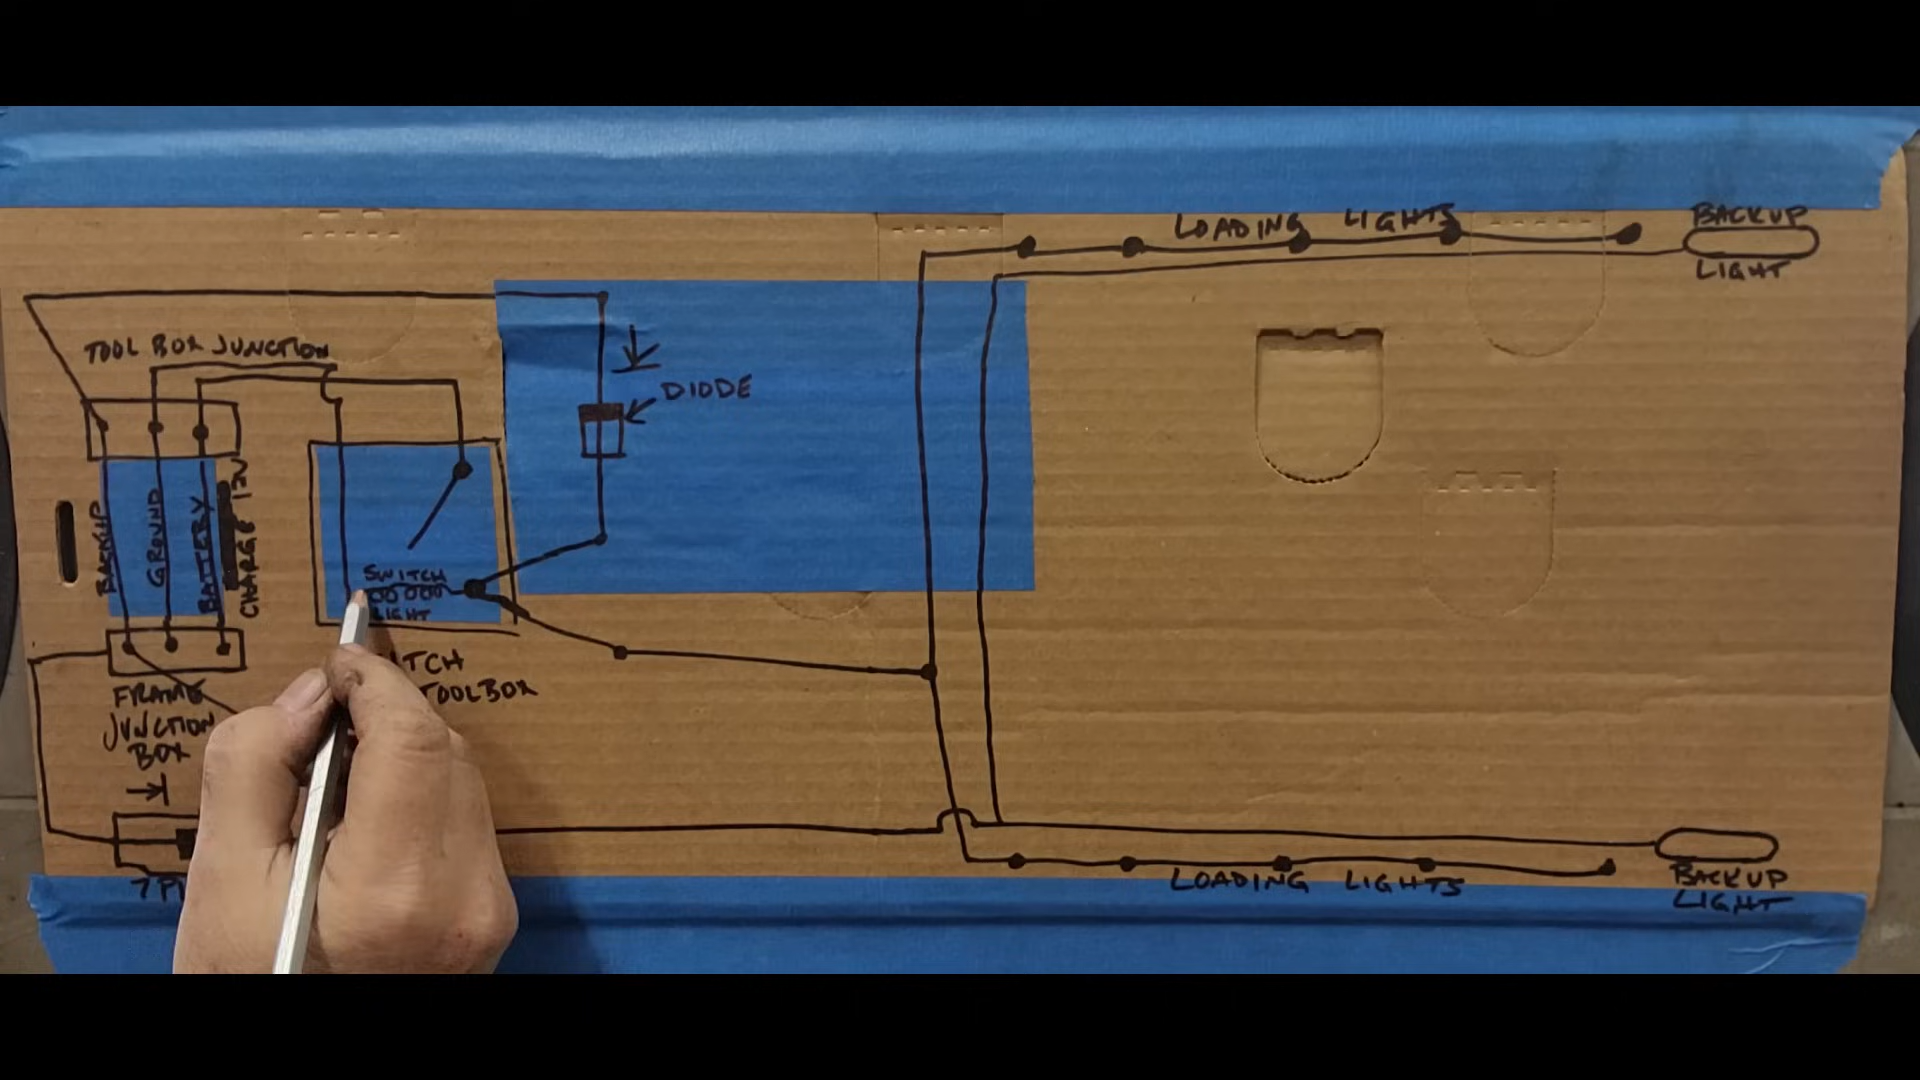 LOADING LIGHTS
BACKUP
LIGHT
TOOL BOX JUNCTION
DIODE
BACKUP
GROUND
BATTERY
CHARGE 12V
SWITCH
LIGHT
TOOLBOX
FRAME
JUNCTION
BOX
LOADING LIGHTS
BACKUP
LIGHT